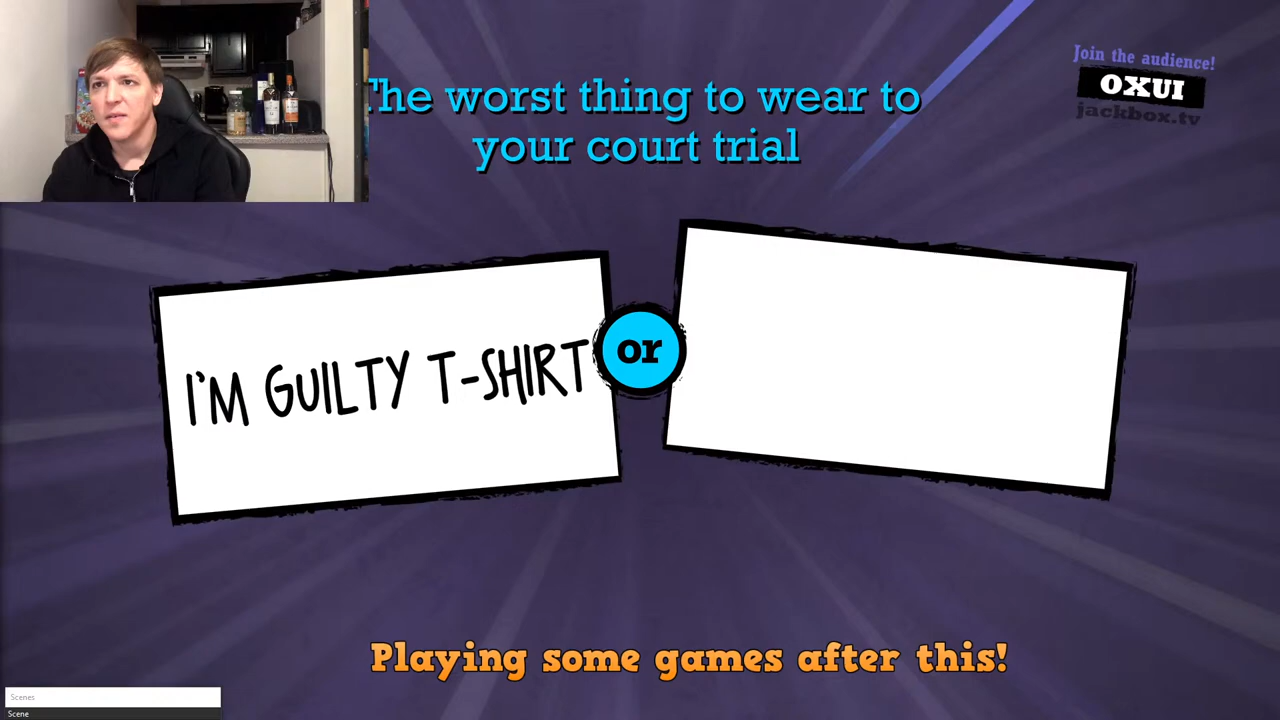 Join the audience!
OXUI
jackbox.tv
The worst thing to wear to
your court trial
I'M GUILTY T-SHIRT
or
Playing some games after this!
Scenes
Scene